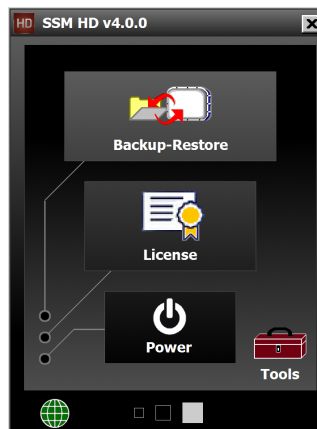 HD SSM HD v4.0.0
Backup-Restore
License
Power
Tools